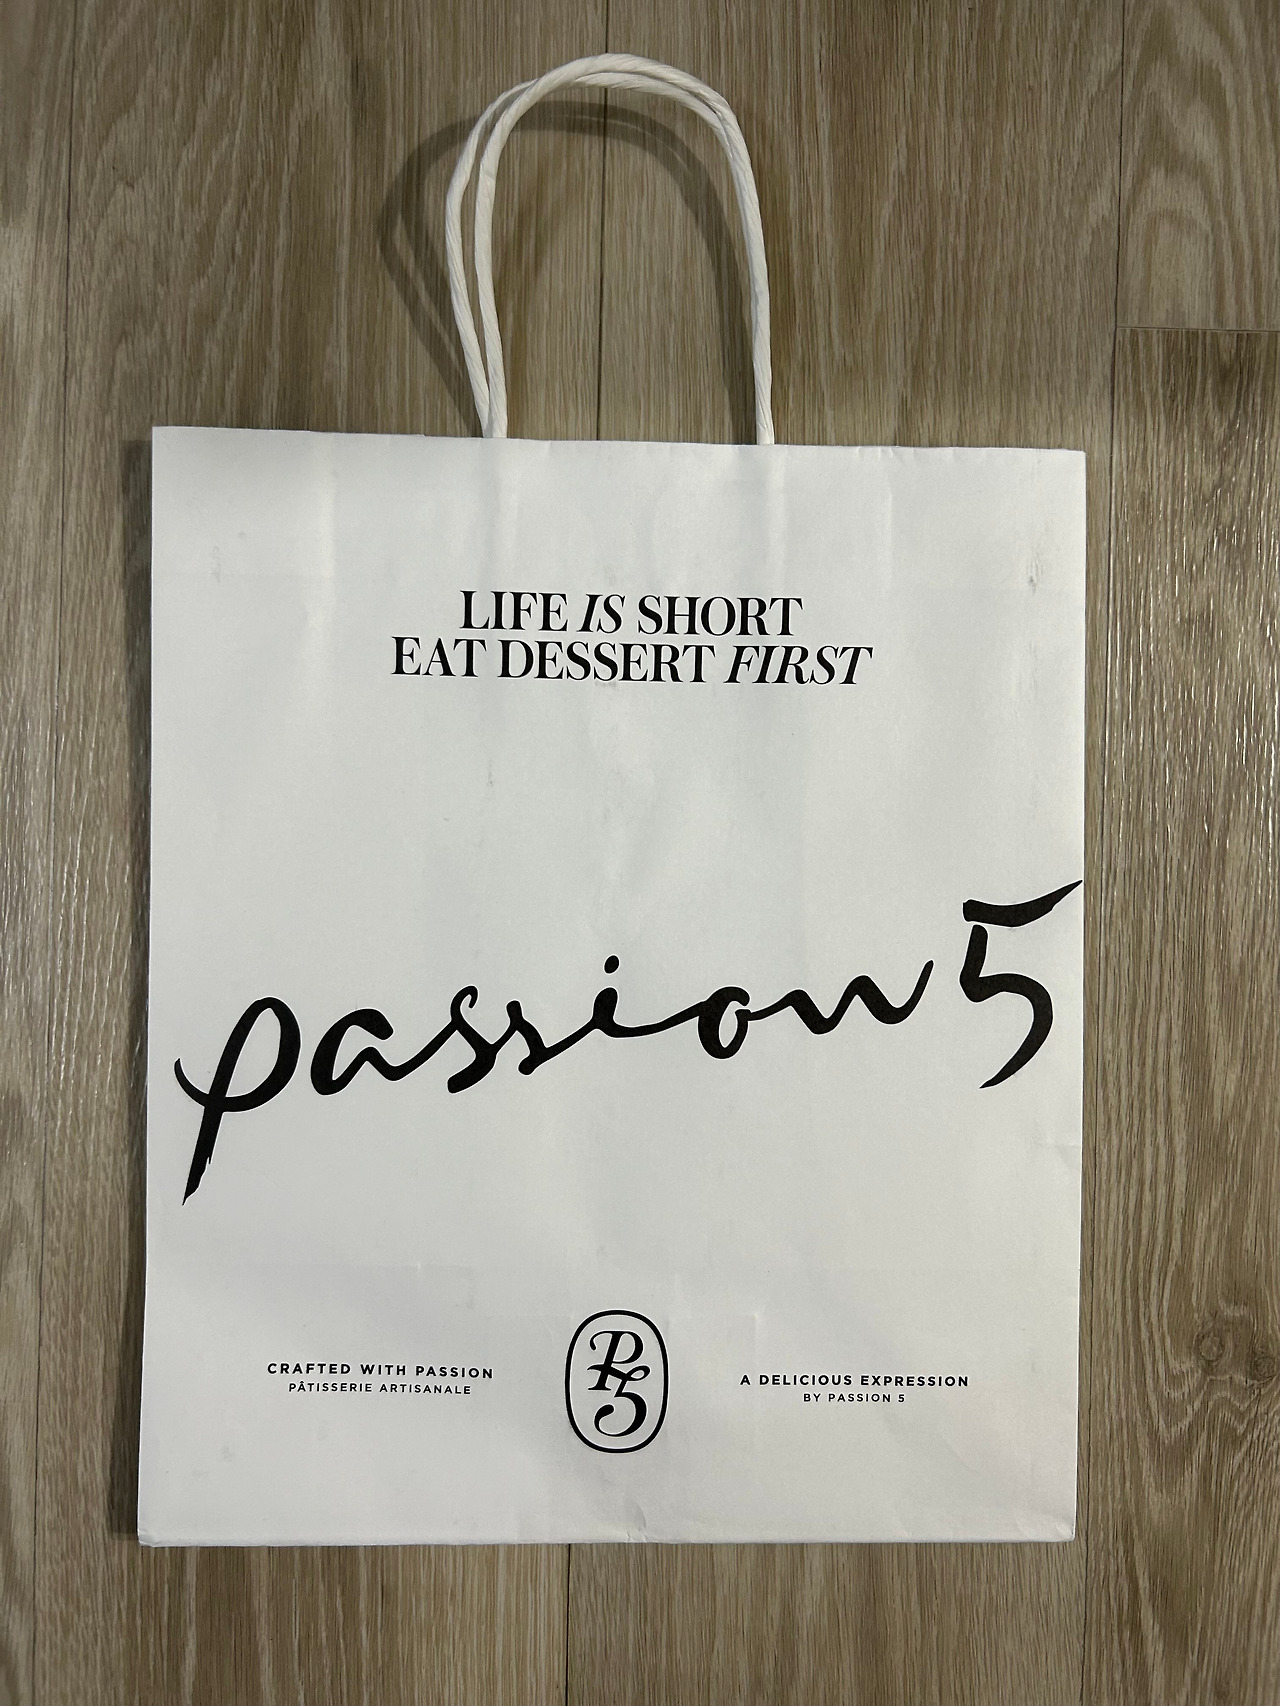 LIFE IS SHORT
EAT DESSERT FIRST
passion5
CRAFTED WITH PASSION
PÂTISSERIE ARTISANALE
P5
A DELICIOUS EXPRESSION
BY PASSION 5